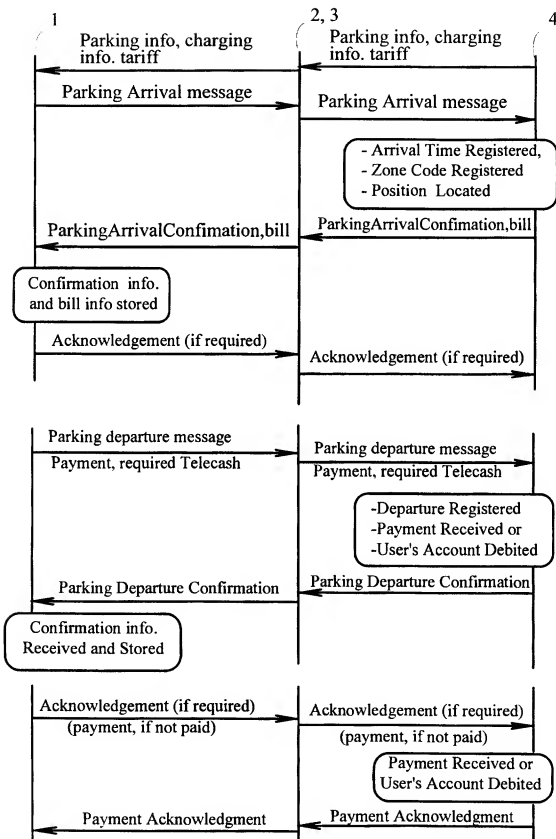 1
2, 3
4
Parking info, charging
info. tariff
Parking info, charging
info. tariff
Parking Arrival message
Parking Arrival message
- Arrival Time Registered,
- Zone Code Registered
- Position Located
ParkingArrivalConfimation,bill
ParkingArrivalConfimation,bill
Confirmation info.
and bill info stored
Acknowledgement (if required)
Acknowledgement (if required)
Parking departure message
Payment, required Telecash
Parking departure message
Payment, required Telecash
-Departure Registered
-Payment Received or
-User's Account Debited
Parking Departure Confirmation
Parking Departure Confirmation
Confirmation info.
Received and Stored
Acknowledgement (if required)
(payment, if not paid)
Acknowledgement (if required)
(payment, if not paid)
Payment Received or
User's Account Debited
Payment Acknowledgment
Payment Acknowledgment